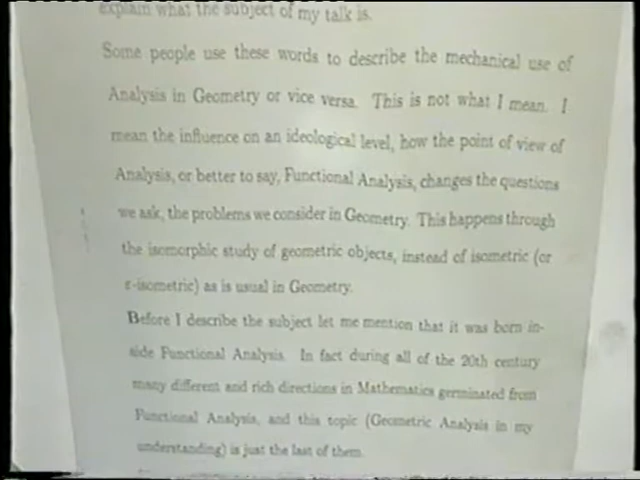 explain what the subject of my talk is.
Some people use these words to describe the mechanical use of
Analysis in Geometry or vice versa. This is not what I mean. I
mean the influence on an ideological level, how the point of view of
Analysis, or better to say, Functional Analysis, changes the questions
we ask, the problems we consider in Geometry. This happens through
the isomorphic study of geometric objects, instead of isometric (or
ε-isometric) as is usual in Geometry.
Before I describe the subject let me mention that it was born in-
side Functional Analysis. In fact during all of the 20th century
many different and rich directions in Mathematics germinated from
Functional Analysis, and this topic (Geometric Analysis in my
understanding) is just the last of them.